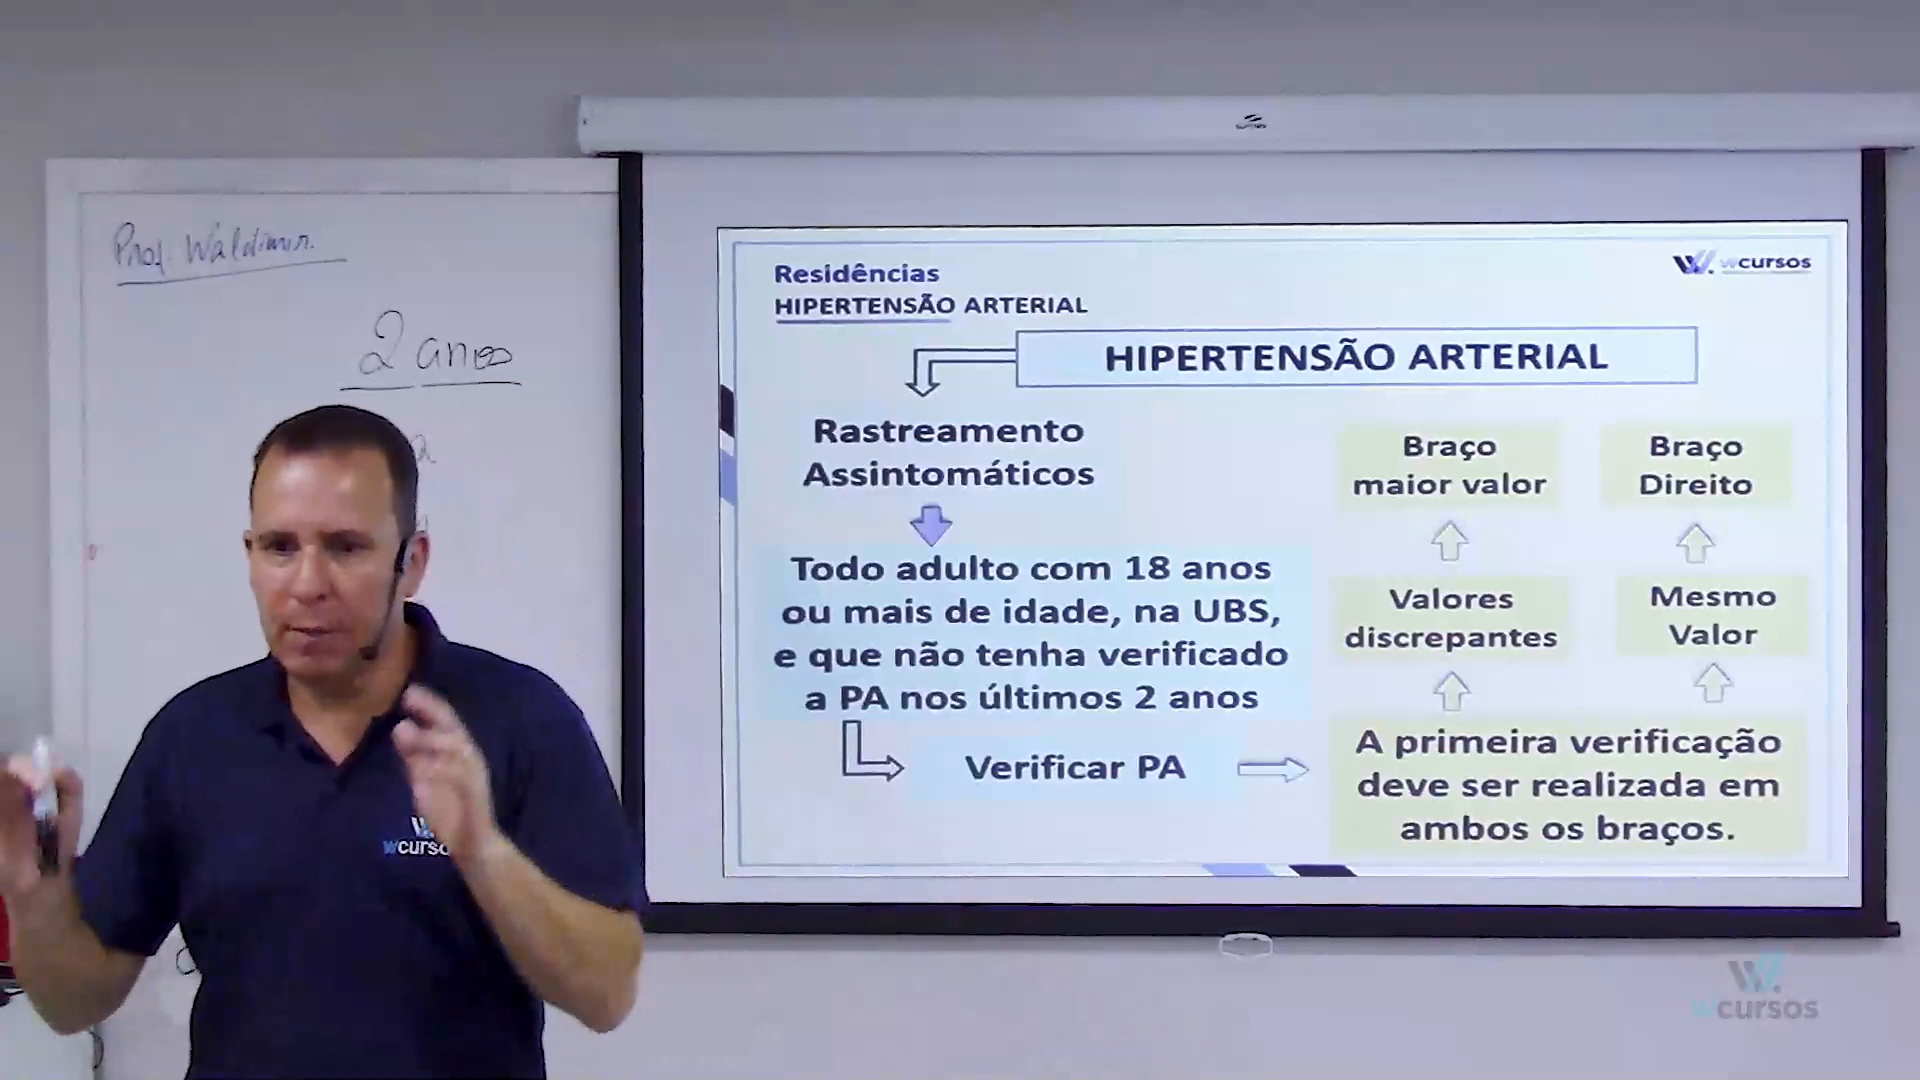 Prof. Waldimir.
2 anos
Residências
HIPERTENSÃO ARTERIAL
wcursos
HIPERTENSÃO ARTERIAL
Rastreamento
Assintomáticos
Todo adulto com 18 anos
ou mais de idade, na UBS,
e que não tenha verificado
a PA nos últimos 2 anos
Verificar PA
A primeira verificação
deve ser realizada em
ambos os braços.
Valores
discrepantes
Braço
maior valor
Mesmo
Valor
Braço
Direito
wcursos